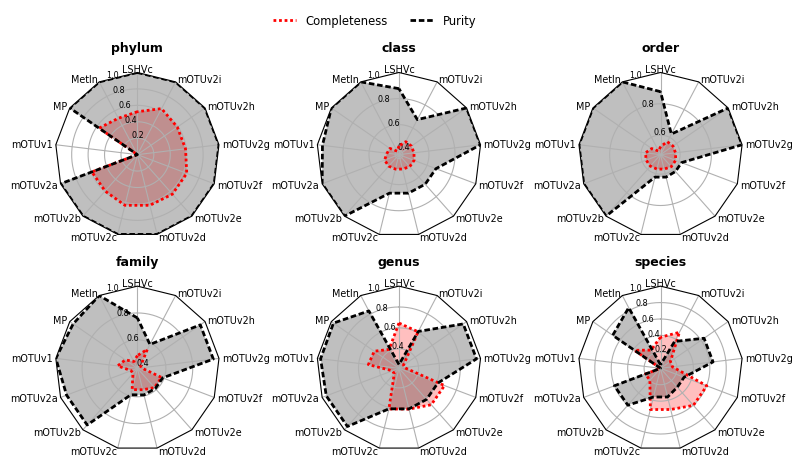 Completeness Purity
phylum class order
LSHVc
MetIn mOTUv2i
MP mOTUv2h
mOTUv1 mOTUv2g
mOTUv2a mOTUv2f
mOTUv2b mOTUv2e
mOTUv2c mOTUv2d
1.0
0.8
0.6
0.4
0.2
LSHVc
MetIn mOTUv2i
MP mOTUv2h
mOTUv1 mOTUv2g
mOTUv2a mOTUv2f
mOTUv2b mOTUv2e
mOTUv2c mOTUv2d
1.0
0.8
0.6
0.4
LSHVc
MetIn mOTUv2i
MP mOTUv2h
mOTUv1 mOTUv2g
mOTUv2a mOTUv2f
mOTUv2b mOTUv2e
mOTUv2c mOTUv2d
1.0
0.8
0.6
family genus species
LSHVc
MetIn mOTUv2i
MP mOTUv2h
mOTUv1 mOTUv2g
mOTUv2a mOTUv2f
mOTUv2b mOTUv2e
mOTUv2c mOTUv2d
1.0
0.8
0.6
0.4
LSHVc
MetIn mOTUv2i
MP mOTUv2h
mOTUv1 mOTUv2g
mOTUv2a mOTUv2f
mOTUv2b mOTUv2e
mOTUv2c mOTUv2d
1.0
0.8
0.6
0.4
LSHVc
MetIn mOTUv2i
MP mOTUv2h
mOTUv1 mOTUv2g
mOTUv2a mOTUv2f
mOTUv2b mOTUv2e
mOTUv2c mOTUv2d
1.0
0.8
0.6
0.4
0.2